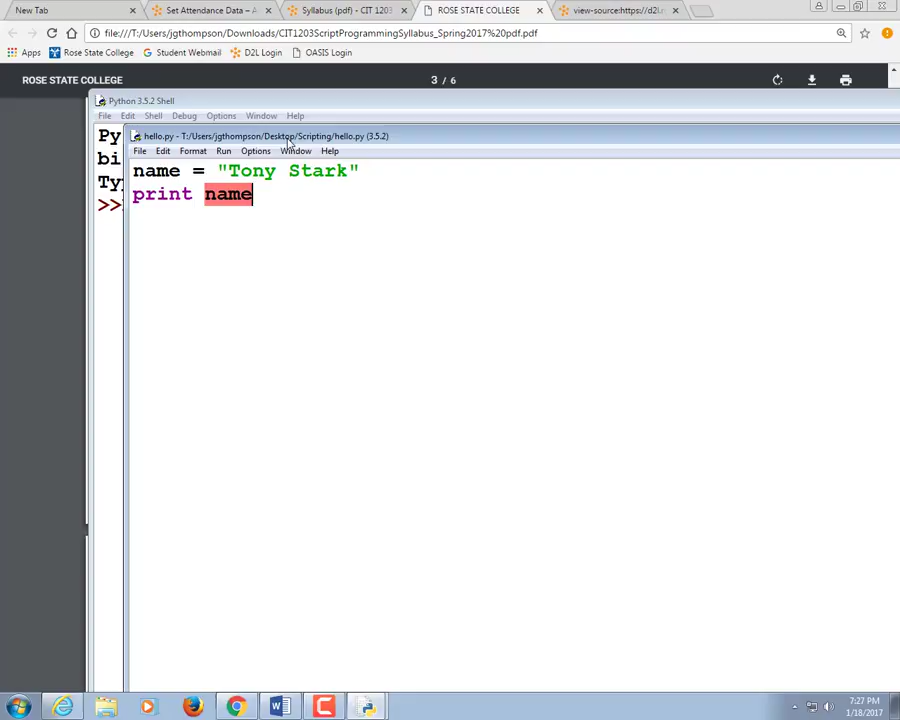 New Tab
Set Attendance Data – A
Syllabus (pdf) - CIT 1203
ROSE STATE COLLEGE
view-source:https://d2l.
file:///T:/Users/jgthompson/Downloads/CIT1203ScriptProgrammingSyllabus_Spring2017%20pdf.pdf
Apps
Rose State College
Student Webmail
D2L Login
OASIS Login
ROSE STATE COLLEGE
3 / 6
Python 3.5.2 Shell
File Edit Shell Debug Options Window Help
hello.py - T:/Users/jgthompson/Desktop/Scripting/hello.py (3.5.2)
File Edit Format Run Options Window Help
Py
bi
Ty
>>
name = "Tony Stark"
print name
7:27 PM
1/18/2017